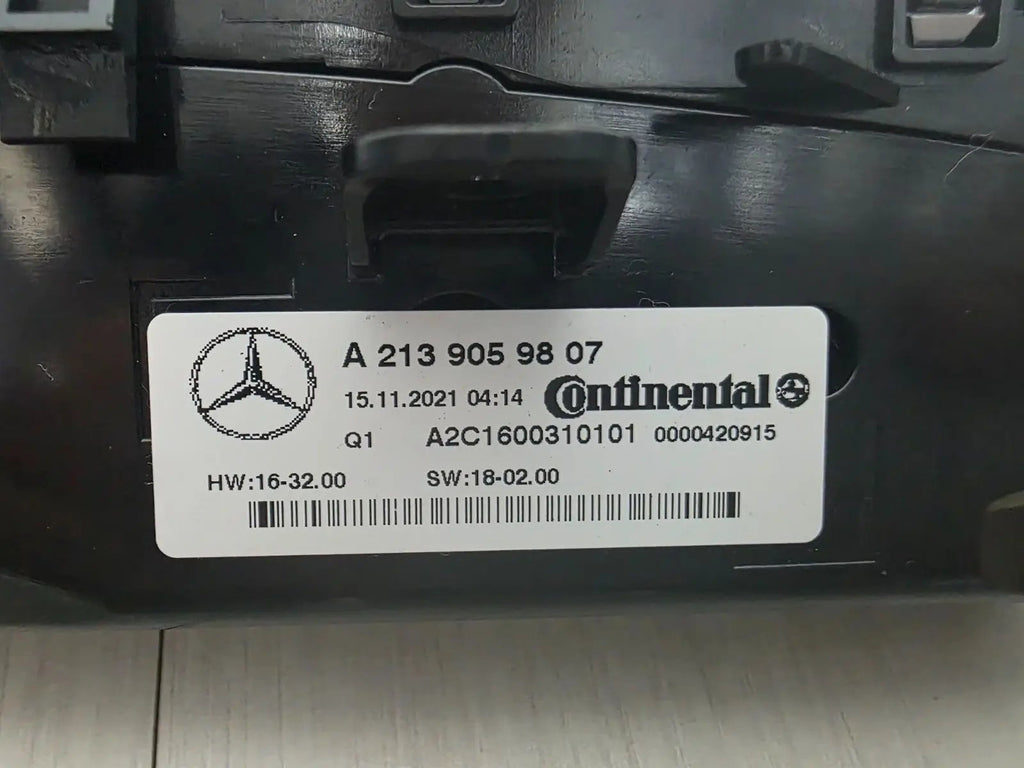 A 213 905 98 07
15.11.2021 04:14 Continental
Q1 A2C1600310101 0000420915
HW:16-32.00 SW:18-02.00